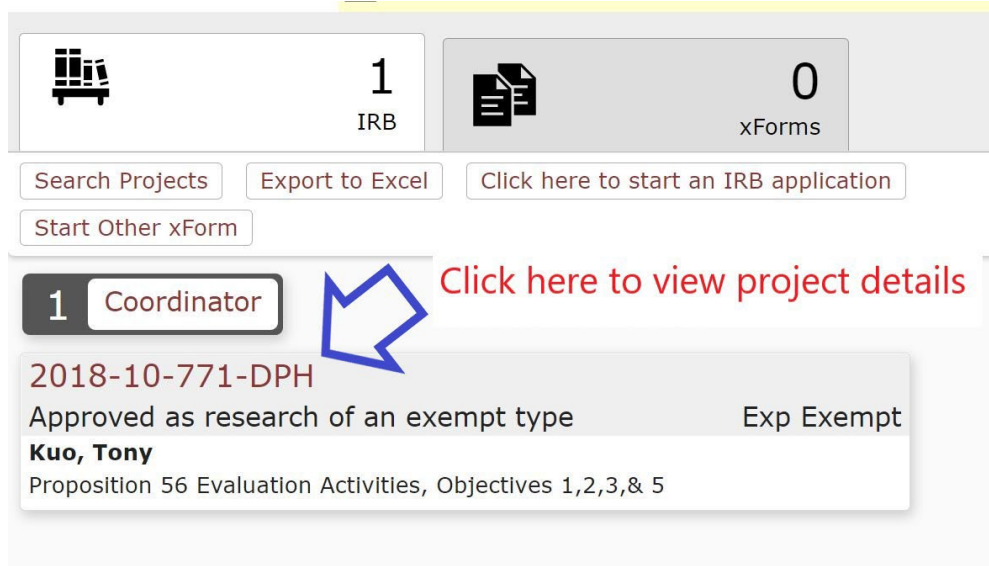 1
IRB
0
xForms
Search Projects
Export to Excel
Click here to start an IRB application
Start Other xForm
Click here to view project details
1 Coordinator
2018-10-771-DPH
Approved as research of an exempt type Exp Exempt
Kuo, Tony
Proposition 56 Evaluation Activities, Objectives 1,2,3,& 5